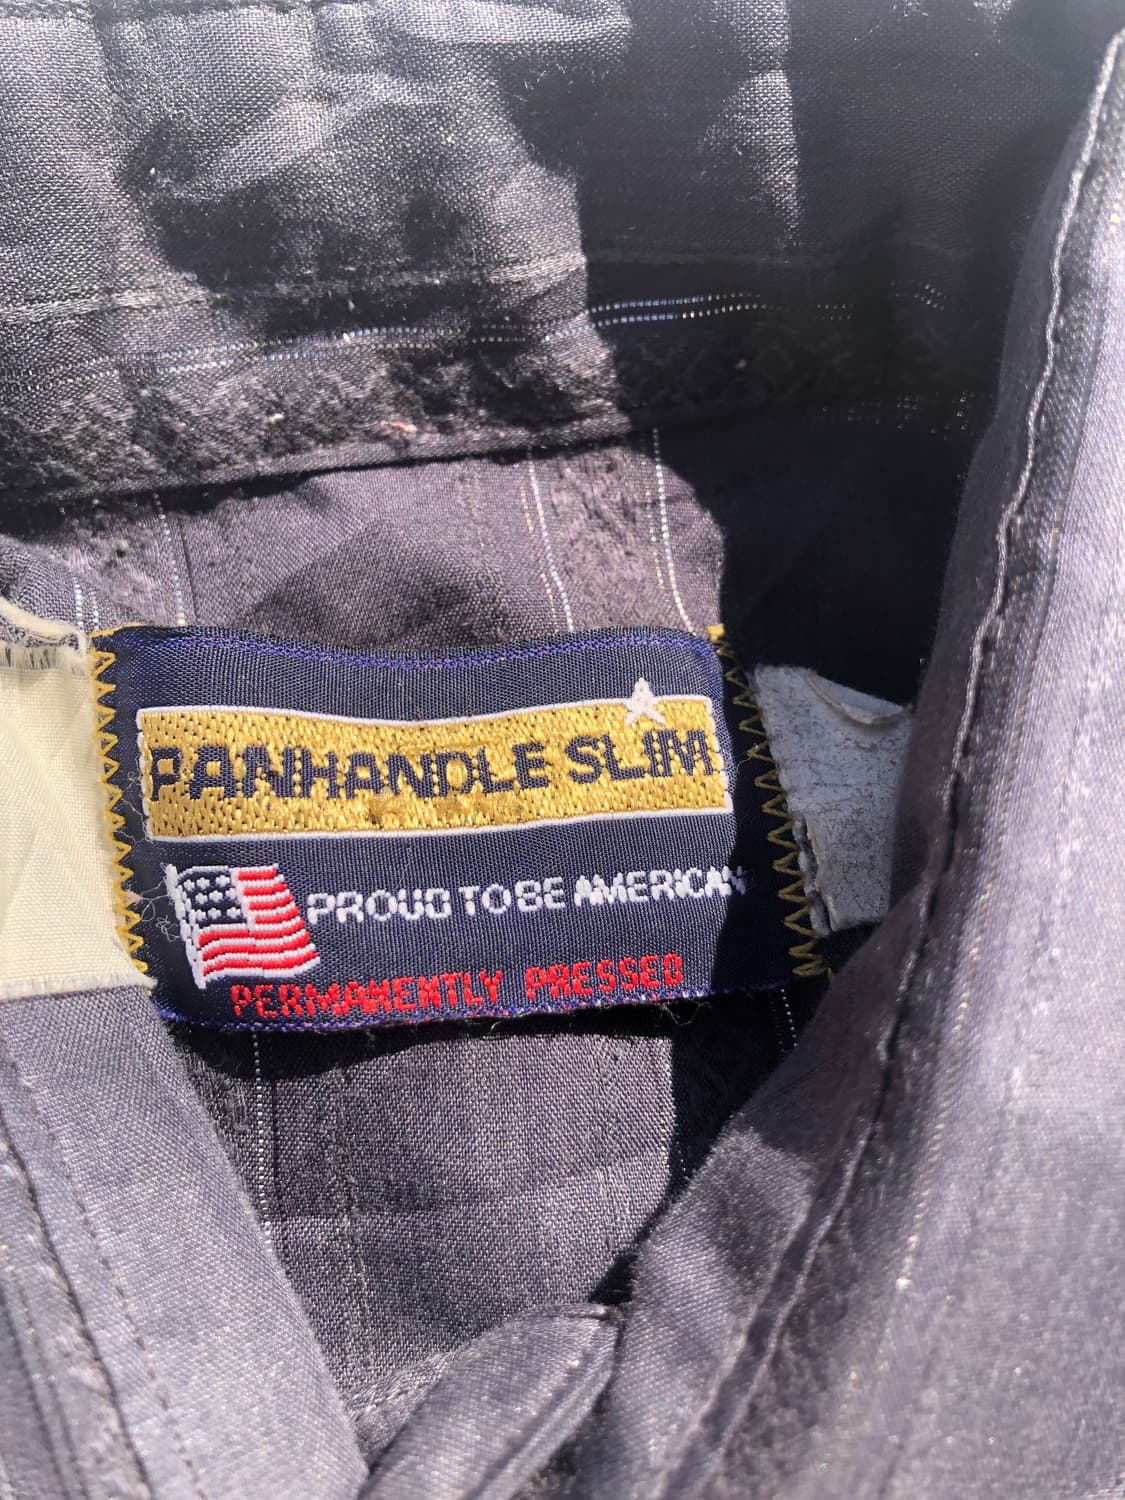 PANHANDLE SLIM
PROUD TO BE AMERICAN
PERMANENTLY PRESSED